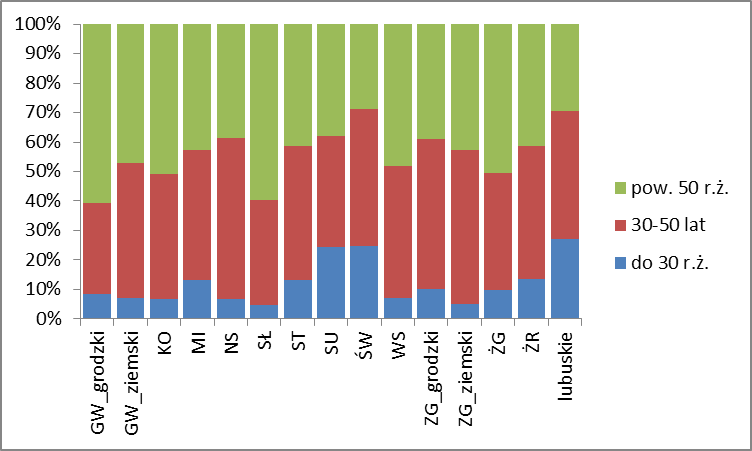 100%
90%
80%
70%
60%
50%
40%
30%
20%
10%
0%
GW_grodzki
GW_ziemski
KO
MI
NS
SŁ
ST
SU
ŚW
WS
ZG_grodzki
ZG_ziemski
ŻG
ŻR
lubuskie
pow. 50 r.ż.
30-50 lat
do 30 r.ż.